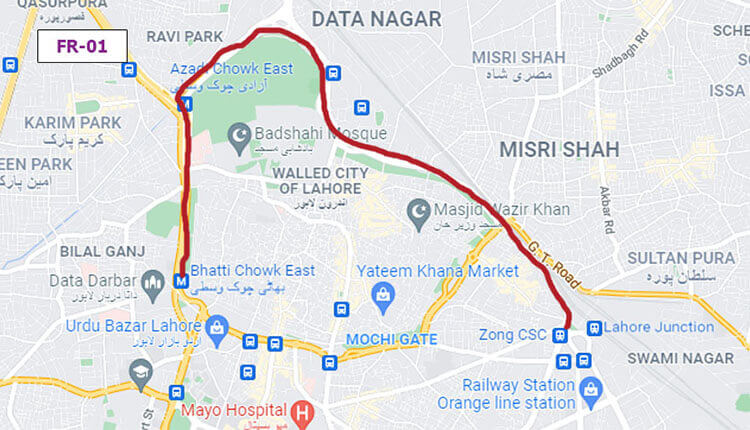 QASURPURA
قصورپورہ
DATA NAGAR
FR-01
RAVI PARK
MISRI SHAH
مصری شاہ
Shadbagh Rd
ISSA
Azadi Chowk East
آزادی چوک وسطی
KARIM PARK
کریم پارک
Badshahi Mosque
بادشاہی مسجد
MISRI SHAH
EEN PARK
امین پارک
WALLED CITY
OF LAHORE
اندرون لاہور
Akbar Rd
Masjid Wazir Khan
مسجد وزیر خان
G. T. Road
BILAL GANJ
SULTAN PURA
سلطان پورہ
Bhatti Chowk East
بھاٹی چوک وسطی
Yateem Khana Market
Data Darbar
داتا دربار لاہور
Urdu Bazar Lahore
اردو بازار لاہور
MOCHI GATE
Zong CSC
Lahore Junction
SWAMI NAGAR
Railway Station
Orange line station
Mayo Hospital
میو ہسپتال
rt St